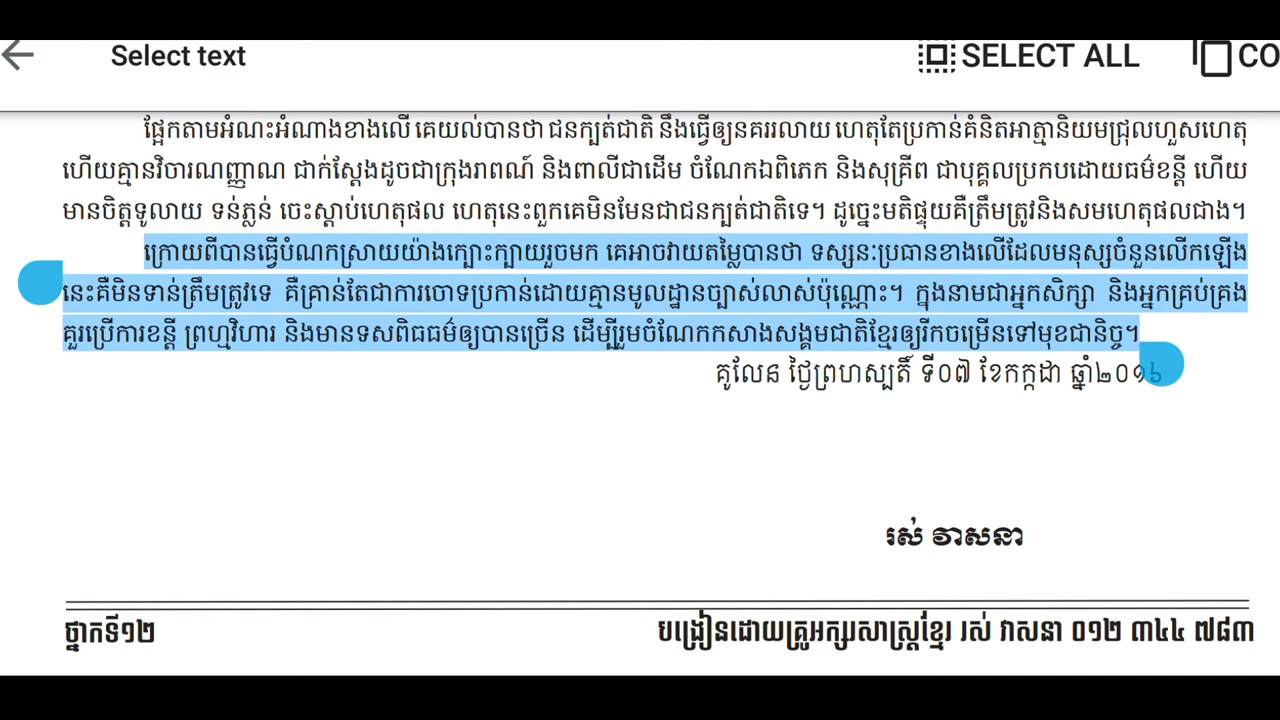 Select text
SELECT ALL
CO
ផ្អែកតាមអំណះអំណាងខាងលើ គេយល់បានថា ជនក្បត់ជាតិ នឹងធ្វើឲ្យនគររលាយ ហេតុតែប្រកាន់គំនិតអាត្មានិយមជ្រុលហួសហេតុ
ហើយគ្មានវិចារណញ្ញាណ ជាក់ស្តែងដូចជាក្រុងរាពណ៍ និងពាលីជាដើម ចំណែកឯពិភេក និងសុគ្រីព ជាបុគ្គលប្រកបដោយធម៌ខន្តី ហើយ
មានចិត្តទូលាយ ទន់ភ្លន់ ចេះស្តាប់ហេតុផល ហេតុនេះពួកគេមិនមែនជាជនក្បត់ជាតិទេ។ ដូច្នេះមតិផ្ទុយគឺត្រឹមត្រូវនិងសមហេតុផលជាង។
ក្រោយពីបានធ្វើបំណកស្រាយយ៉ាងក្បោះក្បាយរួចមក គេអាចវាយតម្លៃបានថា ទស្សនៈប្រធានខាងលើដែលមនុស្សចំនួនលើកឡើង
នេះគឺមិនទាន់ត្រឹមត្រូវទេ គឺគ្រាន់តែជាការចោទប្រកាន់ដោយគ្មានមូលដ្ឋានច្បាស់លាស់ប៉ុណ្ណោះ។ ក្នុងនាមជាអ្នកសិក្សា និងអ្នកគ្រប់គ្រង
គួរប្រើការខន្តី ព្រហ្មវិហារ និងមានទសពិធធម៌ឲ្យបានច្រើន ដើម្បីរួមចំណែកកសាងសង្គមជាតិខ្មែរឲ្យរីកចម្រើនទៅមុខជានិច្ច។
គូលែន ថ្ងៃព្រហស្បតិ៍ ទី០៧ ខែកក្កដា ឆ្នាំ២០១៦
រស់ វាសនា
ថ្នាក់ទី១២
បង្រៀនដោយគ្រូអក្សរសាស្ត្រខ្មែរ រស់ វាសនា ០១២ ៣៤៤ ៧៨៣